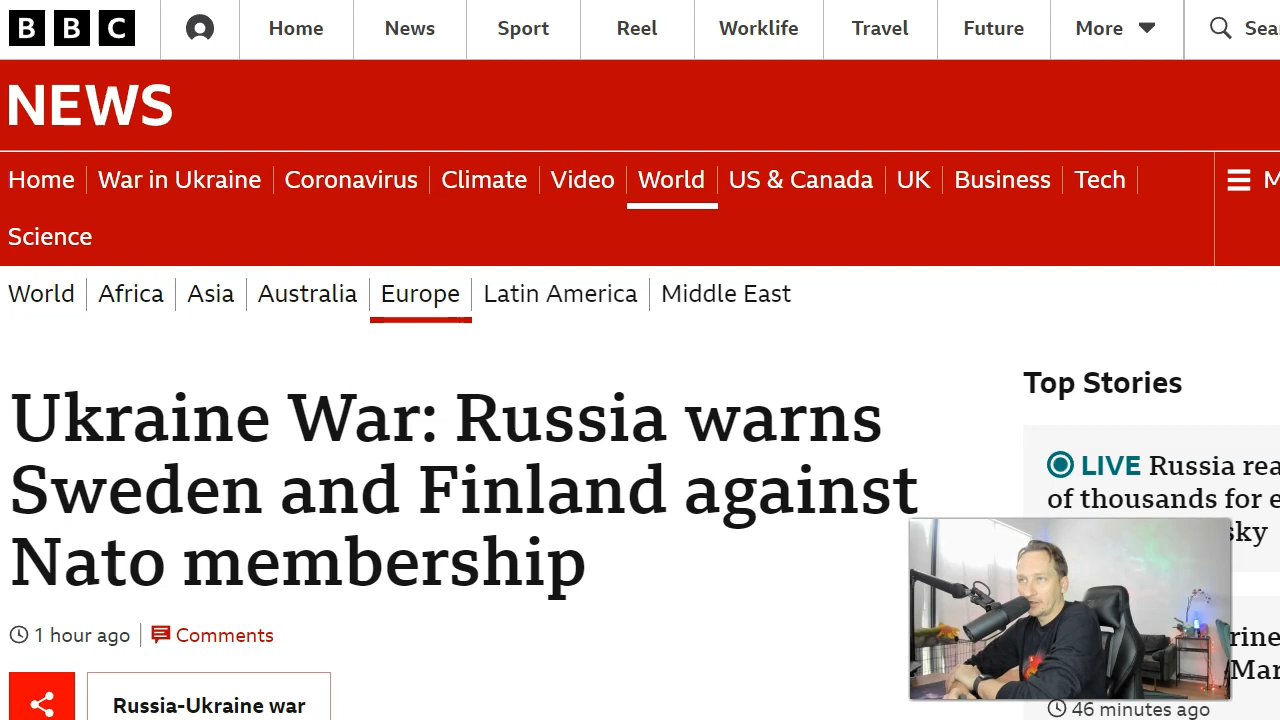 BBC
Home
News
Sport
Reel
Worklife
Travel
Future
More
NEWS
Home
War in Ukraine
Coronavirus
Climate
Video
World
US & Canada
UK
Business
Tech
Science
World
Africa
Asia
Australia
Europe
Latin America
Middle East
Ukraine War: Russia warns
Sweden and Finland against
Nato membership
1 hour ago
Comments
Russia-Ukraine war
Top Stories
LIVE Russia
of thousands for
46 minutes ago